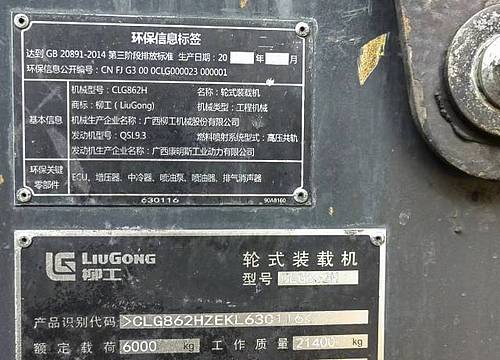 环保信息标签
达到 GB 20891-2014 第三阶段排放标准 生产日期: 20 年 月
环保信息公开编号: CN FJ G3 00 0CLG000023 000001
机械型号: CLG862H 名称: 轮式装载机
商标: 柳工 (LiuGong) 机械类型: 工程机械
基本信息 机械生产企业名称: 广西柳工机械股份有限公司
发动机型号: QSL9.3 燃料喷射系统型式: 高压共轨
发动机生产企业名称: 广西康明斯工业动力有限公司
环保关键零部件 ECU、增压器、中冷器、喷油泵、喷油器、排气消声器
630116 90A8160
LG LIUGONG 柳工
轮式装载机
型号 CLG862H
产品识别代码 >CLG862HZEKL630116<
额定载荷 6000 kg 工作质量 21400 kg